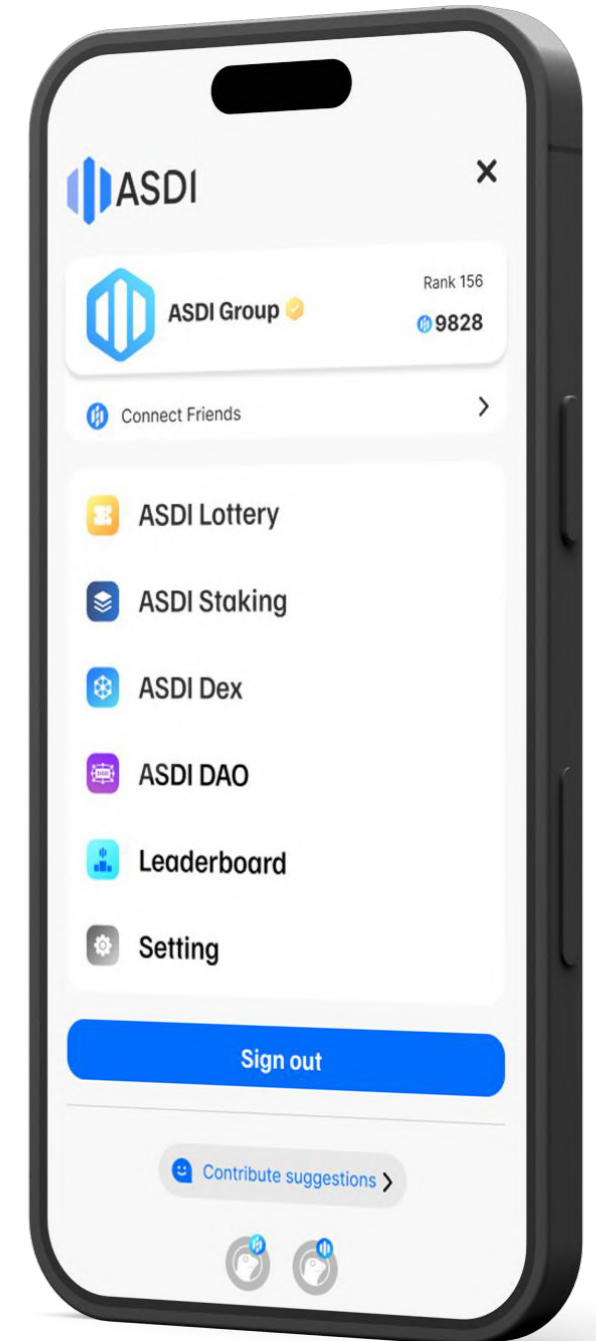 ASDI
Rank 156
ASDI Group
9828
Connect Friends
ASDI Lottery
ASDI Staking
ASDI Dex
ASDI DAO
Leaderboard
Setting
Sign out
Contribute suggestions